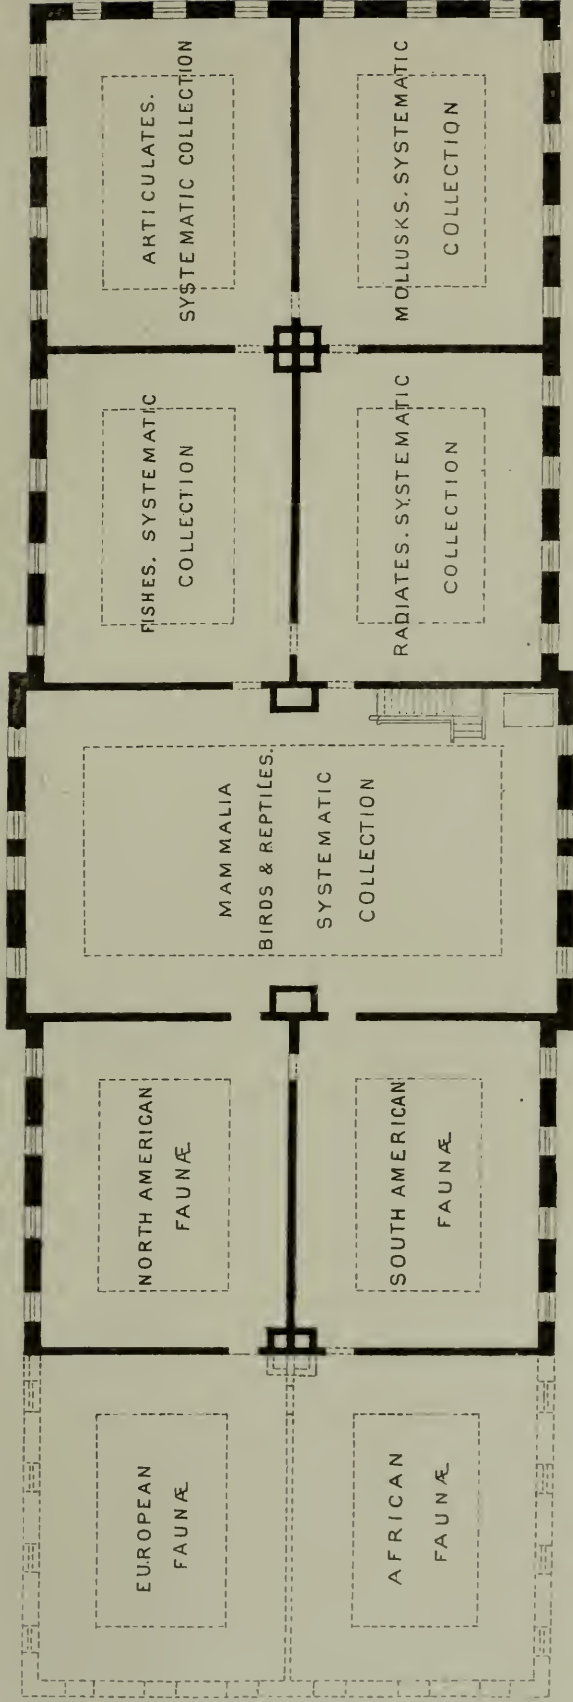 ARTICULATES.
SYSTEMATIC COLLECTION
MOLLUSKS. SYSTEMATIC
COLLECTION
FISHES. SYSTEMATIC
COLLECTION
RADIATES. SYSTEMATIC
COLLECTION
MAMMALIA
BIRDS & REPTILES.
SYSTEMATIC
COLLECTION
NORTH AMERICAN
FAUNÆ
SOUTH AMERICAN
FAUNÆ
EUROPEAN
FAUNÆ
AFRICAN
FAUNÆ